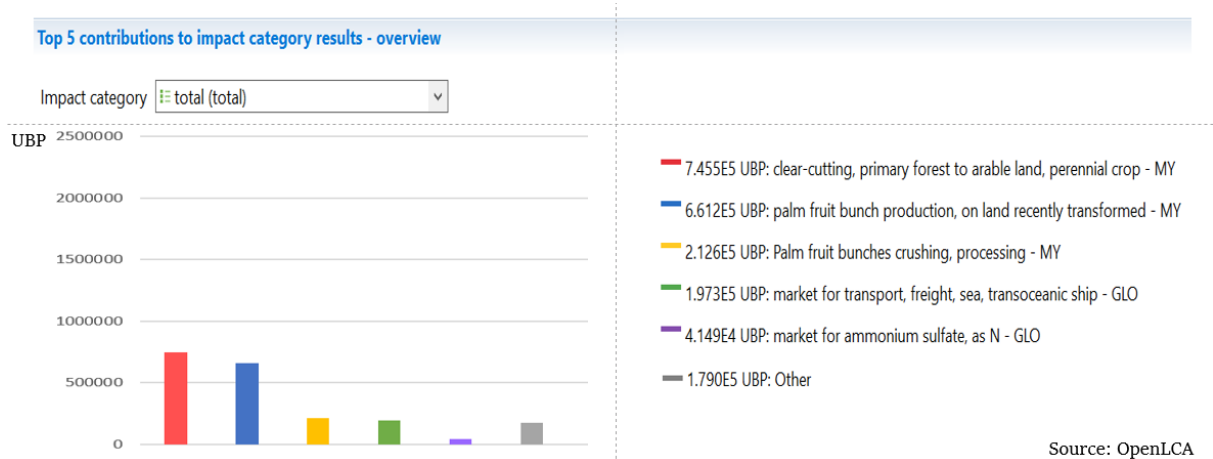 Top 5 contributions to impact category results - overview
Impact category total (total)
UBP
2500000
2000000
1500000
1000000
500000
0
7.455E5 UBP: clear-cutting, primary forest to arable land, perennial crop - MY
6.612E5 UBP: palm fruit bunch production, on land recently transformed - MY
2.126E5 UBP: Palm fruit bunches crushing, processing - MY
1.973E5 UBP: market for transport, freight, sea, transoceanic ship - GLO
4.149E4 UBP: market for ammonium sulfate, as N - GLO
1.790E5 UBP: Other
Source: OpenLCA